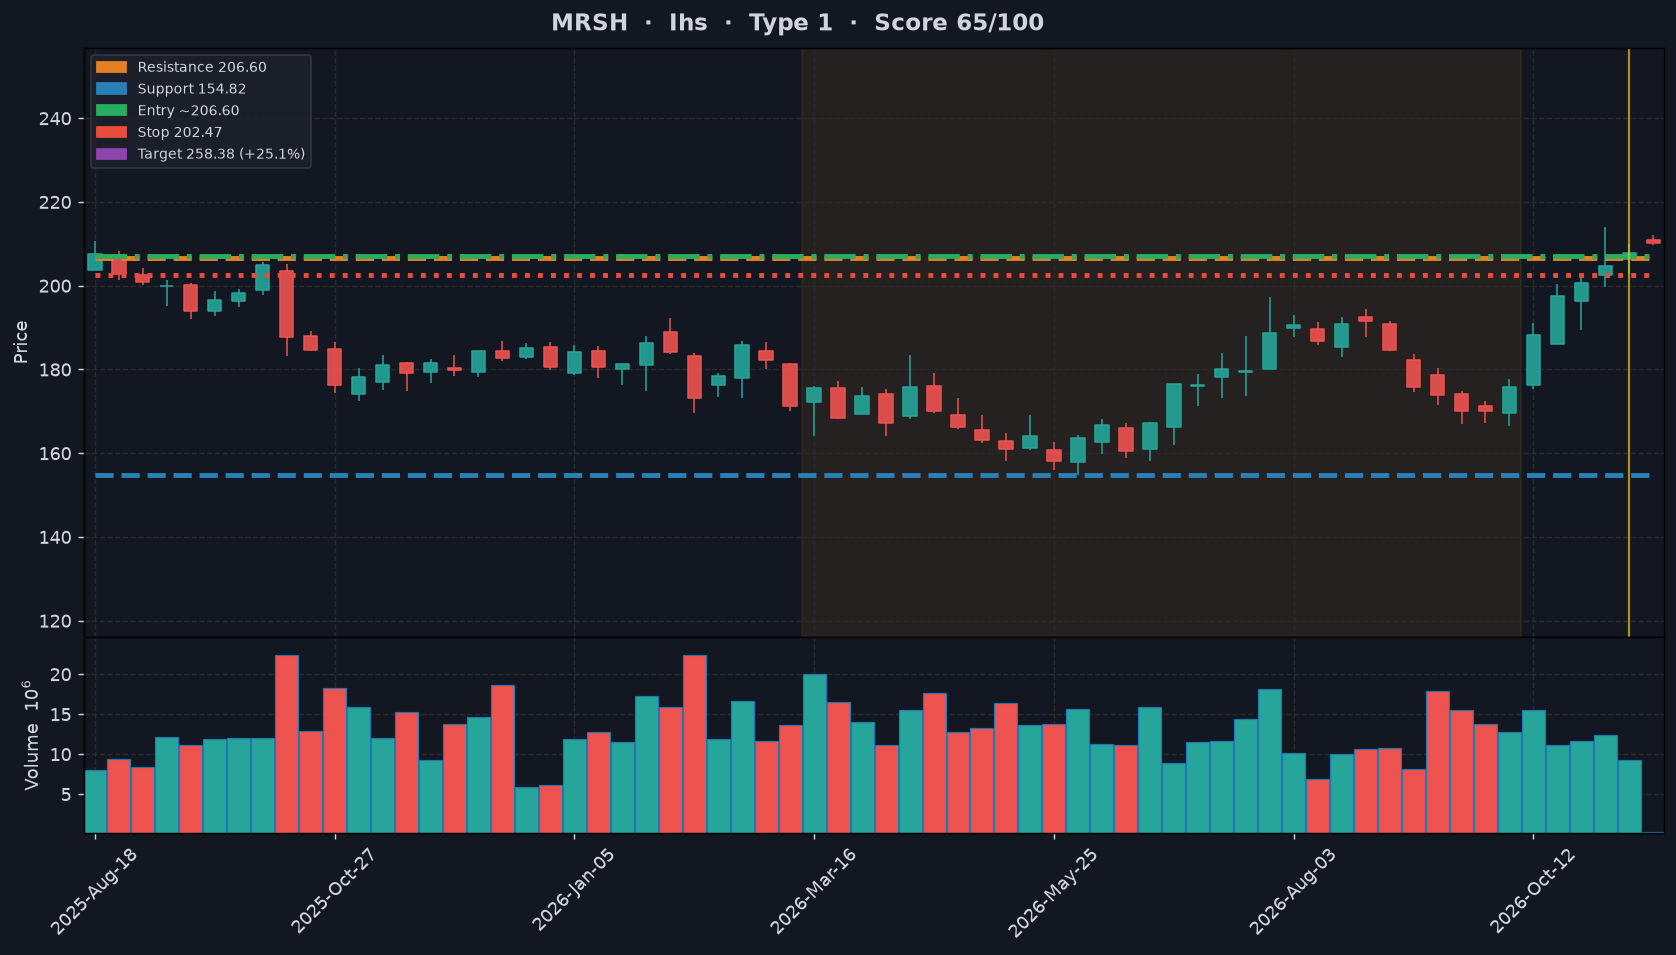 MRSH · Ihs · Type 1 · Score 65/100
Resistance 206.60
Support 154.82
Entry ~206.60
Stop 202.47
Target 258.38 (+25.1%)
Price
240
220
200
180
160
140
120
Volume 10⁶
20
15
10
5
2025-Aug-18
2025-Oct-27
2026-Jan-05
2026-Mar-16
2026-May-25
2026-Aug-03
2026-Oct-12